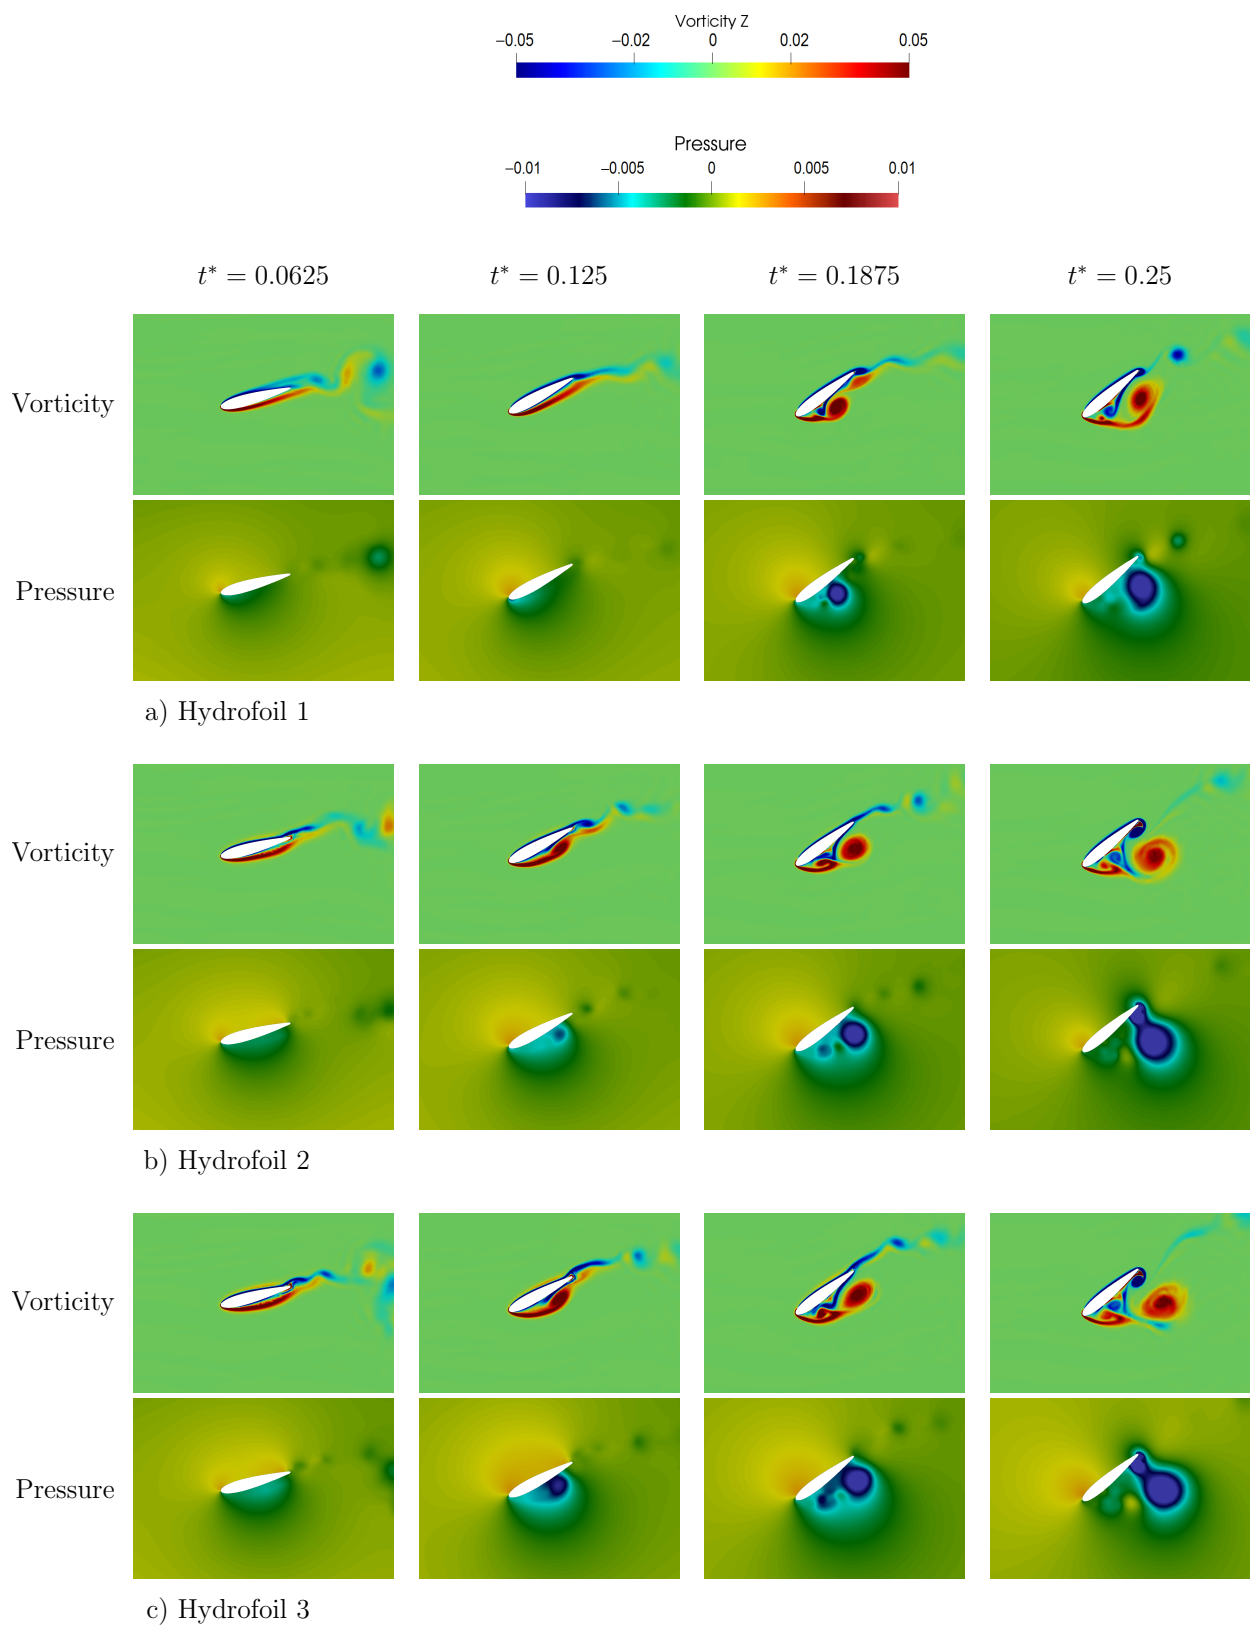 Vorticity Z
−0.05 −0.02 0 0.02 0.05
Pressure
−0.01 −0.005 0 0.005 0.01
t* = 0.0625 t* = 0.125 t* = 0.1875 t* = 0.25
Vorticity
Pressure
a) Hydrofoil 1
Vorticity
Pressure
b) Hydrofoil 2
Vorticity
Pressure
c) Hydrofoil 3